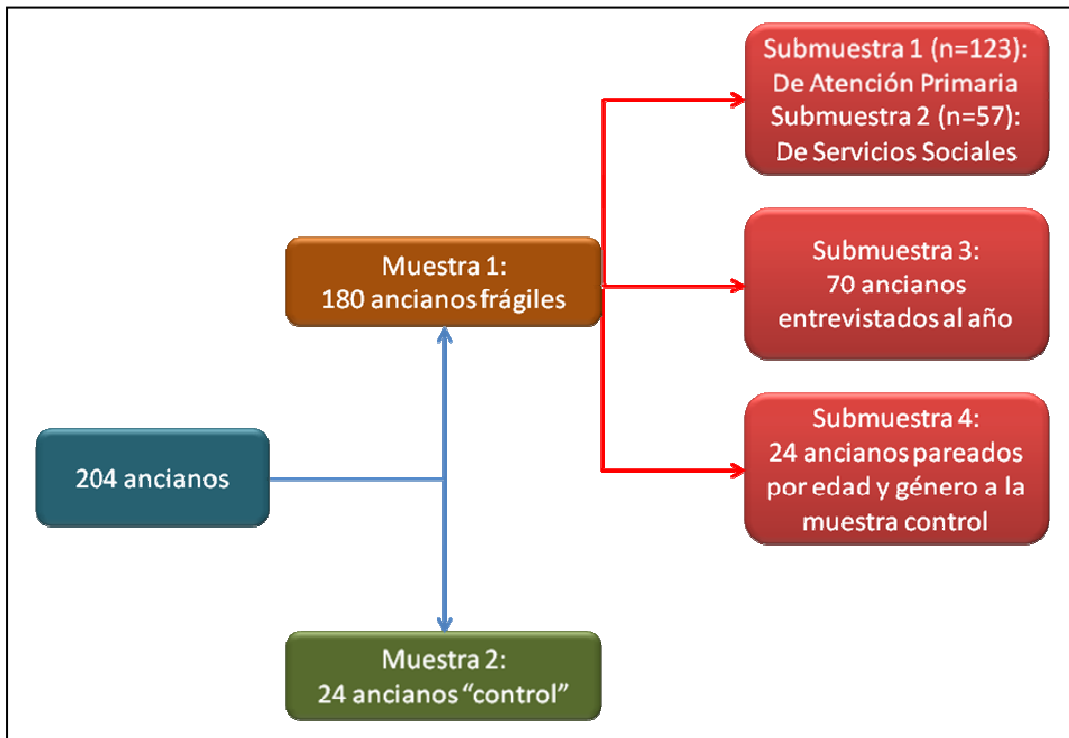 204 ancianos
Muestra 1:
180 ancianos frágiles
Muestra 2:
24 ancianos “control”
Submuestra 1 (n=123):
De Atención Primaria
Submuestra 2 (n=57):
De Servicios Sociales
Submuestra 3:
70 ancianos
entrevistados al año
Submuestra 4:
24 ancianos pareados
por edad y género a la
muestra control